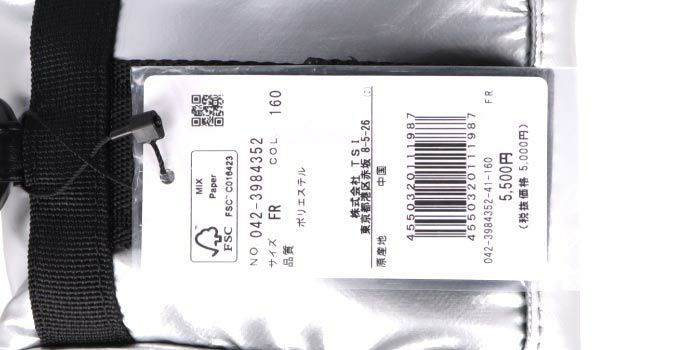 MIX
Paper
FSC™ C016423
FSC
NO 042-3984352
サイズ FR COL. 160
品質 ポリエステル
株式会社 TSI
東京都港区赤坂 8-5-26
原産地 中国
4550320111987
4550320111987
042-3984352-41-160 FR
5,500円
(税抜価格 5,000円)